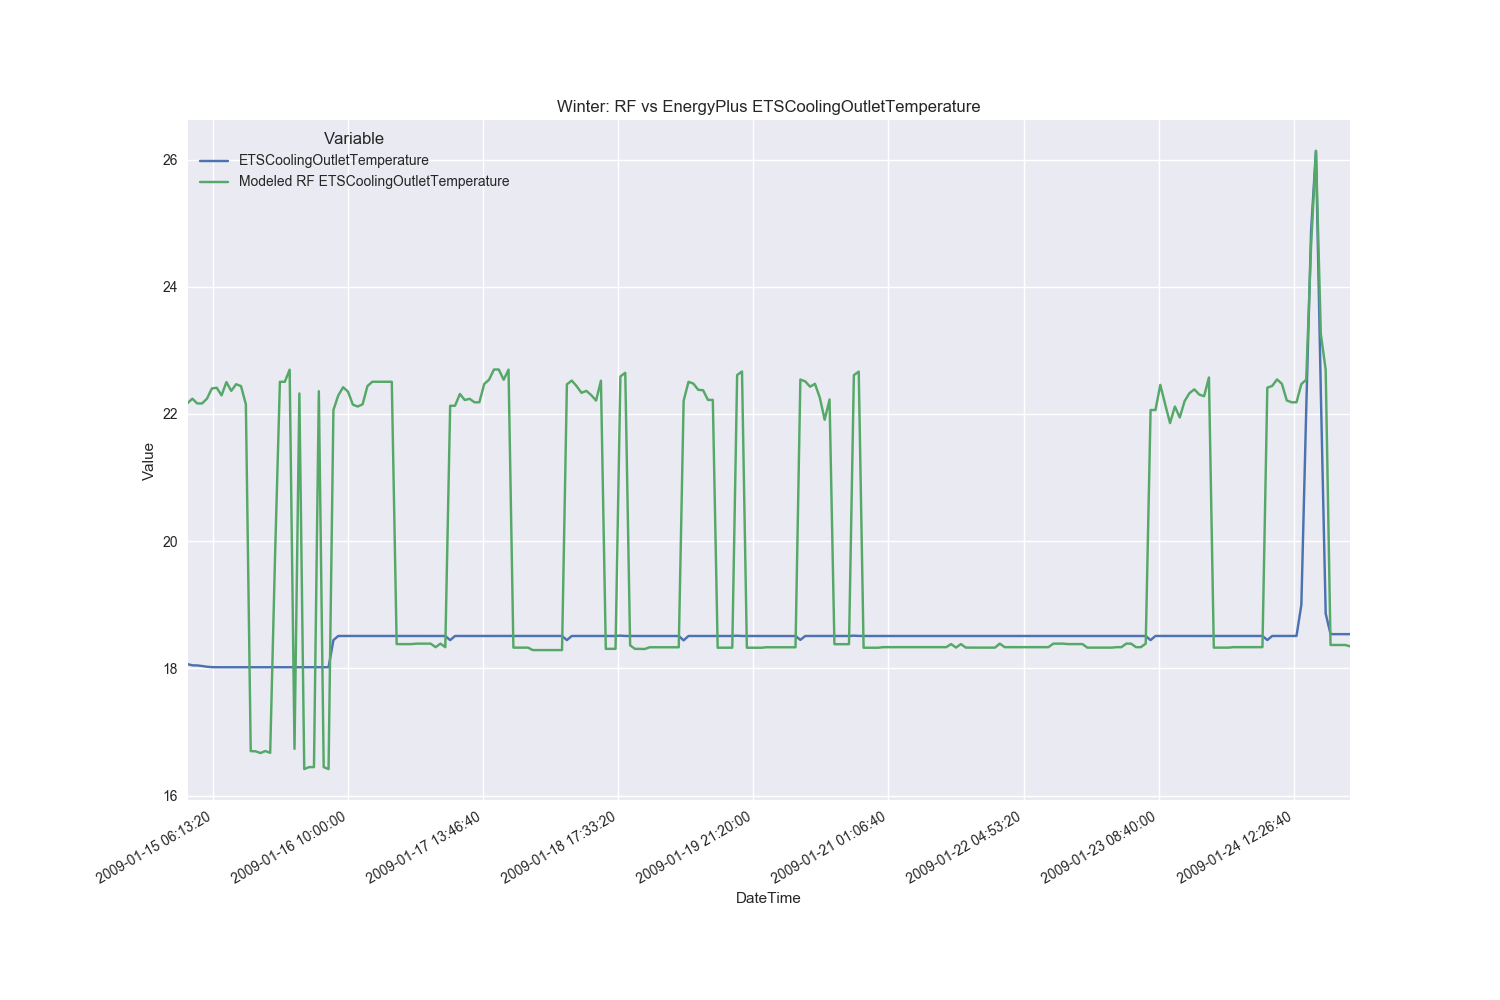 Winter: RF vs EnergyPlus ETSCoolingOutletTemperature
Variable
ETSCoolingOutletTemperature
Modeled RF ETSCoolingOutletTemperature
26
24
22
20
18
16
Value
2009-01-15 06:13:20
2009-01-16 10:00:00
2009-01-17 13:46:40
2009-01-18 17:33:20
2009-01-19 21:20:00
2009-01-21 01:06:40
2009-01-22 04:53:20
2009-01-23 08:40:00
2009-01-24 12:26:40
DateTime